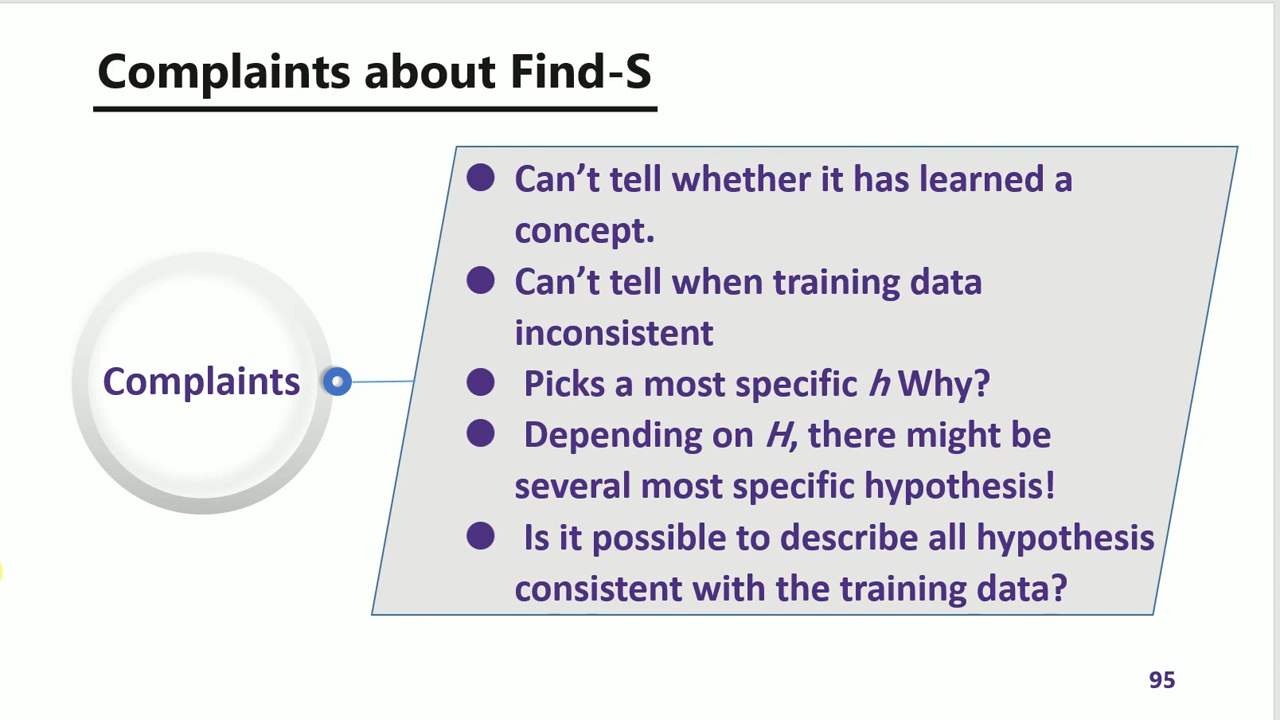 Complaints about Find-S
Complaints
● Can’t tell whether it has learned a
concept.
● Can’t tell when training data
inconsistent
● Picks a most specific h Why?
● Depending on H, there might be
several most specific hypothesis!
● Is it possible to describe all hypothesis
consistent with the training data?
95